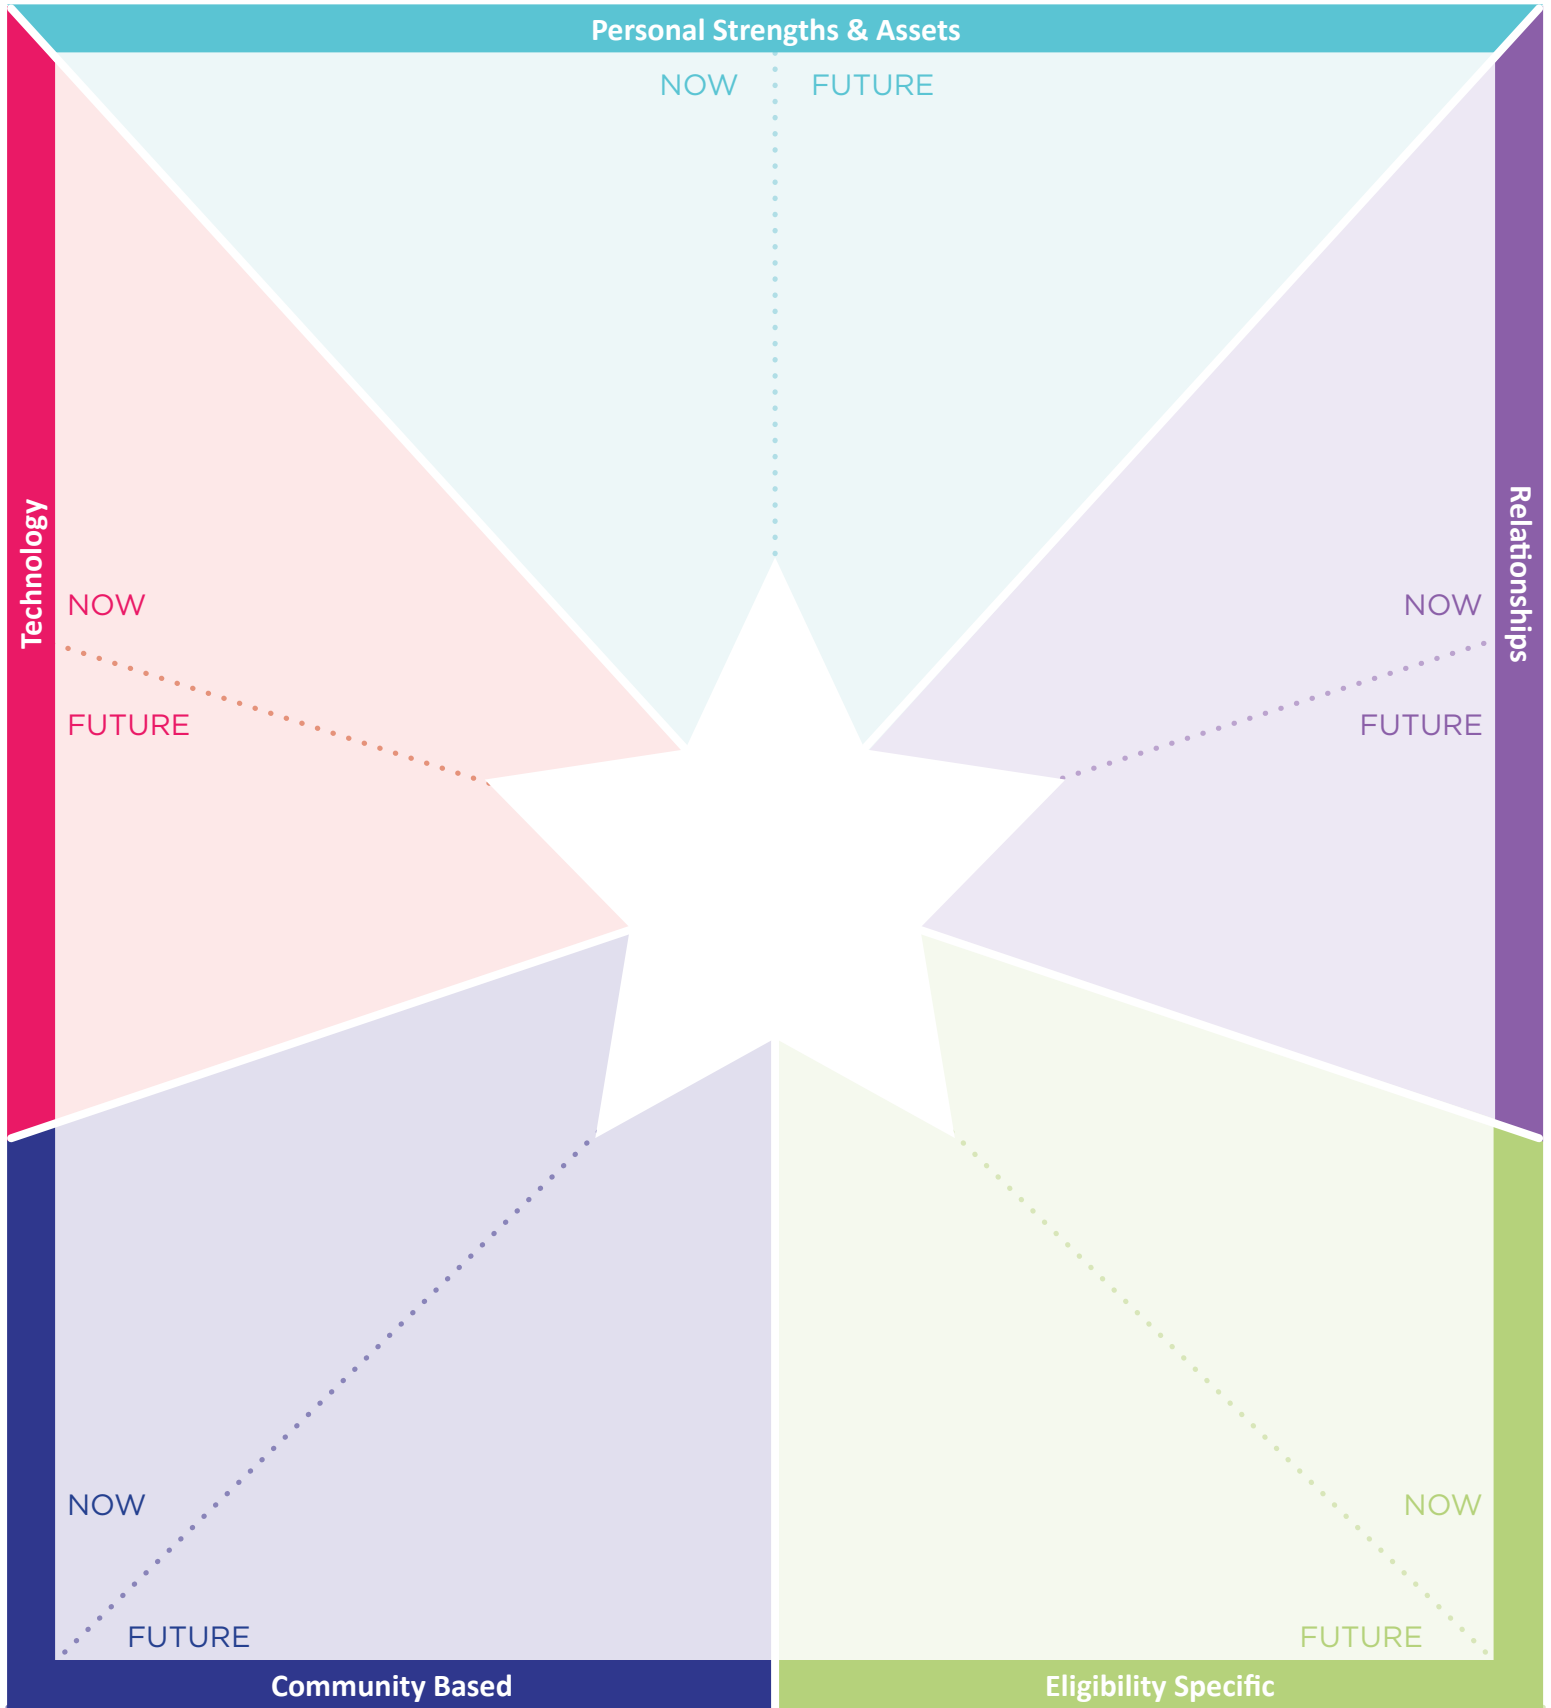 Personal Strengths & Assets
NOW
FUTURE
Technology
NOW
FUTURE
Relationships
NOW
FUTURE
NOW
FUTURE
Community Based
NOW
FUTURE
Eligibility Specific